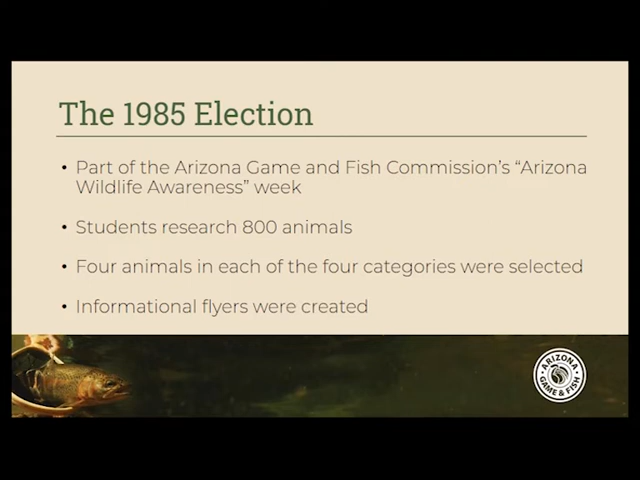 The 1985 Election
• Part of the Arizona Game and Fish Commission's “Arizona
Wildlife Awareness” week
• Students research 800 animals
• Four animals in each of the four categories were selected
• Informational flyers were created
ARIZONA
GAME & FISH